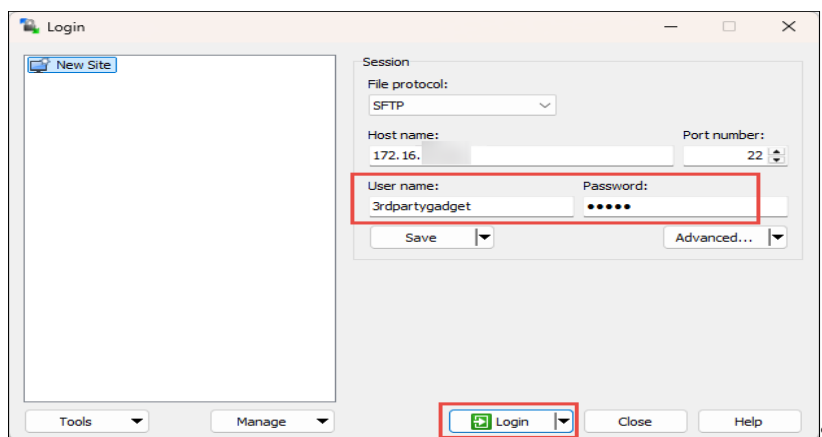 Login
New Site
Session
File protocol:
SFTP
Host name:
Port number:
172.16.
22
User name:
Password:
3rdpartygadget
•••••
Save
Advanced...
Tools
Manage
Login
Close
Help